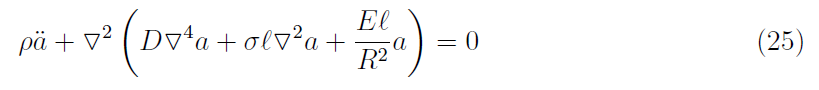 ρä + ∇² ( D∇⁴a + σℓ∇²a + Eℓ/R² a ) = 0 (25)